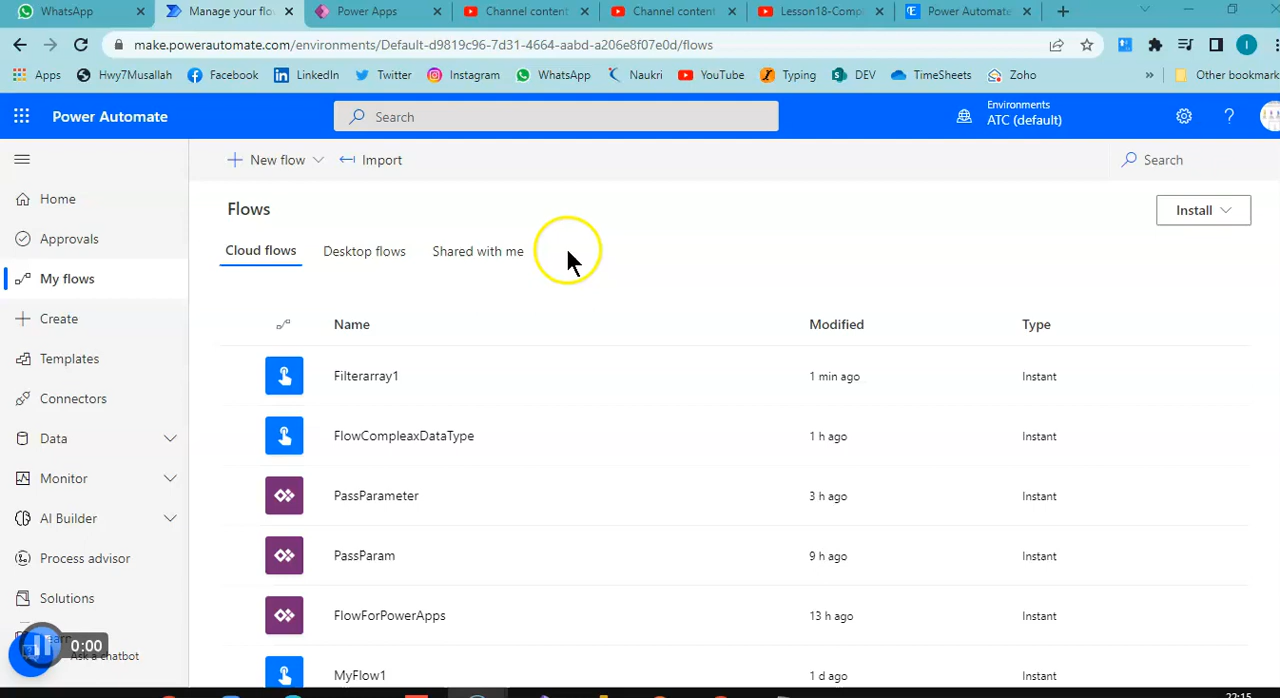 WhatsApp
Manage your flo
Power Apps
Channel content
Channel content
Lesson18-Comp
Power Automate
make.powerautomate.com/environments/Default-d9819c96-7d31-4664-aabd-a206e8f07e0d/flows
Apps Hwy7Musallah Facebook LinkedIn Twitter Instagram WhatsApp Naukri YouTube Typing DEV TimeSheets Zoho » Other bookmark
Power Automate
Search
Environments
ATC (default)
?
New flow
Import
Search
Home
Approvals
My flows
Create
Templates
Connectors
Data
Monitor
AI Builder
Process advisor
Solutions
Ask a chatbot
0:00
Flows
Install
Cloud flows Desktop flows Shared with me
Name Modified Type
Filterarray1 1 min ago Instant
FlowCompleaxDataType 1 h ago Instant
PassParameter 3 h ago Instant
PassParam 9 h ago Instant
FlowForPowerApps 13 h ago Instant
MyFlow1 1 d ago Instant
22:15